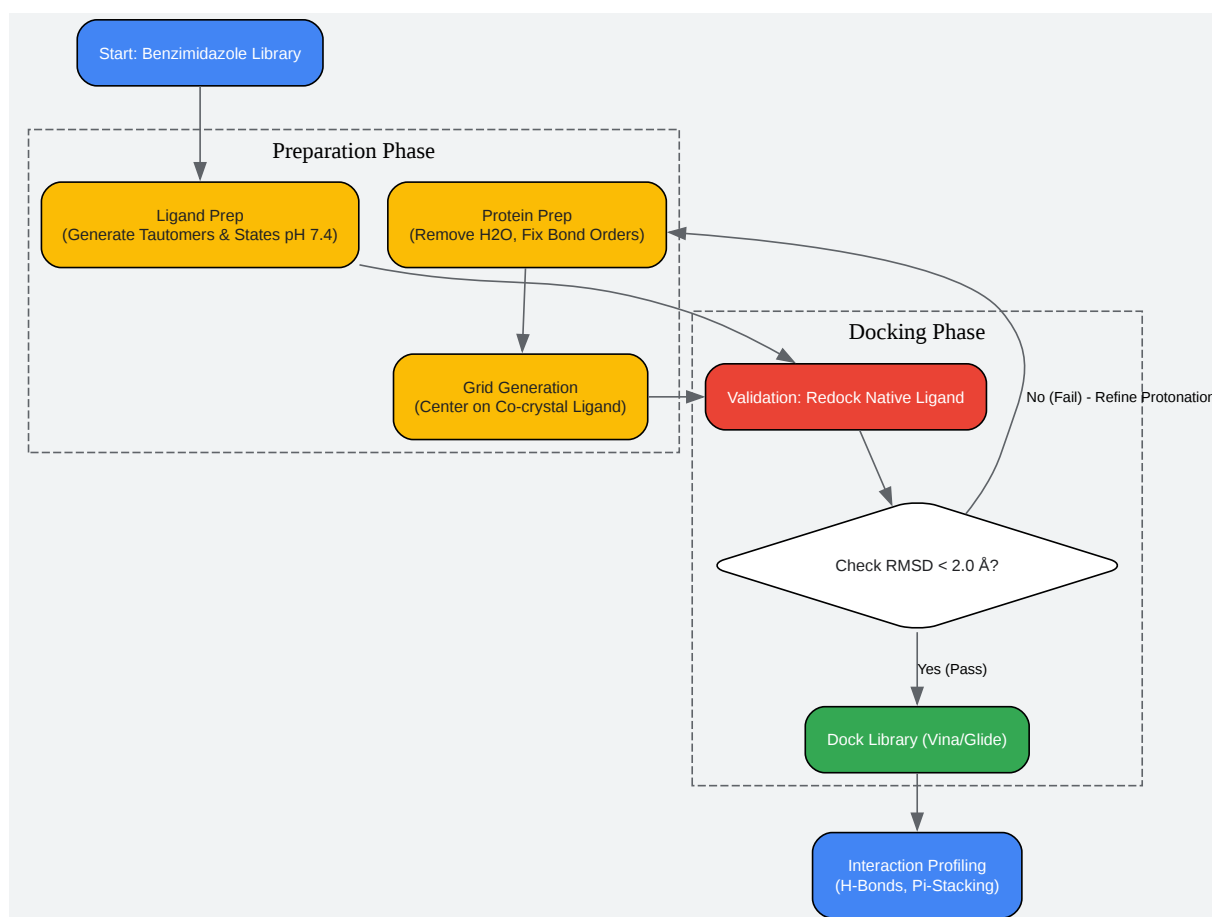 Start: Benzimidazole Library
Preparation Phase
Ligand Prep
(Generate Tautomers & States pH 7.4)
Protein Prep
(Remove H2O, Fix Bond Orders)
Grid Generation
(Center on Co-crystal Ligand)
Docking Phase
Validation: Redock Native Ligand
No (Fail) - Refine Protonation
Check RMSD < 2.0 Å?
Yes (Pass)
Dock Library (Vina/Glide)
Interaction Profiling
(H-Bonds, Pi-Stacking)